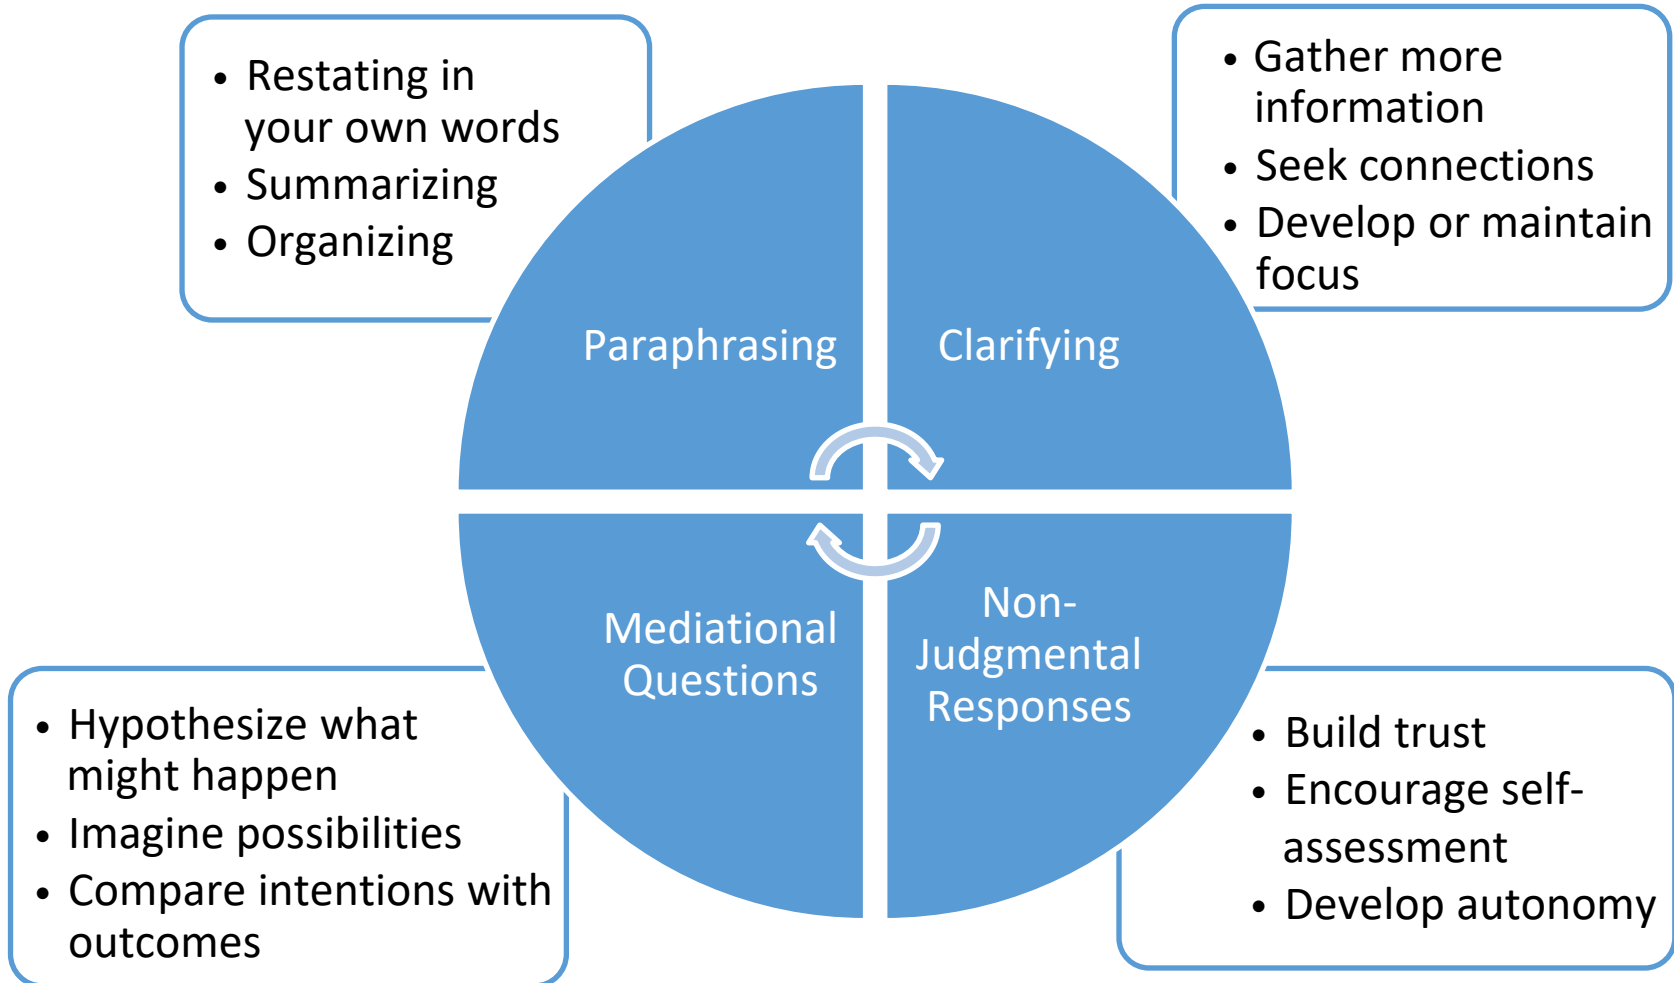 • Restating in
your own words
• Summarizing
• Organizing
• Gather more
information
• Seek connections
• Develop or maintain
focus
Paraphrasing
Clarifying
Mediational
Questions
Non-
Judgmental
Responses
• Hypothesize what
might happen
• Imagine possibilities
• Compare intentions with
outcomes
• Build trust
• Encourage self-
assessment
• Develop autonomy